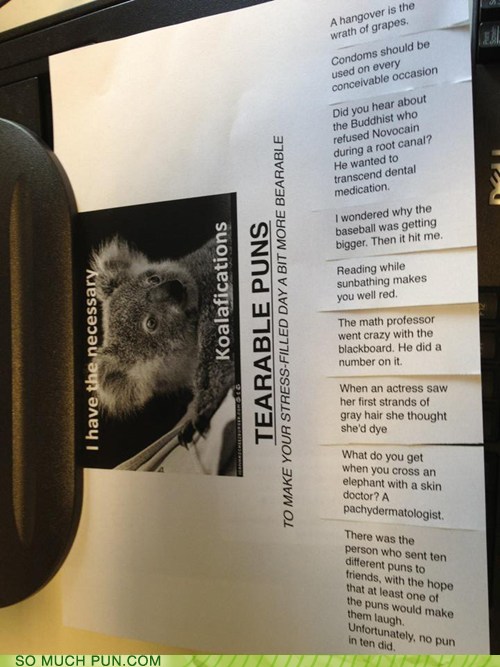 I have the necessary
Koalafications
TEARABLE PUNS
TO MAKE YOUR STRESS-FILLED DAY A BIT MORE BEARABLE
A hangover is the
wrath of grapes.
Condoms should be
used on every
conceivable occasion
Did you hear about
the Buddhist who
refused Novocain
during a root canal?
He wanted to
transcend dental
medication.
I wondered why the
baseball was getting
bigger. Then it hit me.
Reading while
sunbathing makes
you well red.
The math professor
went crazy with the
blackboard. He did a
number on it.
When an actress saw
her first strands of
gray hair she thought
she'd dye
What do you get
when you cross an
elephant with a skin
doctor? A
pachydermatologist.
There was the
person who sent ten
different puns to
friends, with the hope
that at least one of
the puns would make
them laugh.
Unfortunately, no pun
in ten did.
DELL
SO MUCH PUN.COM